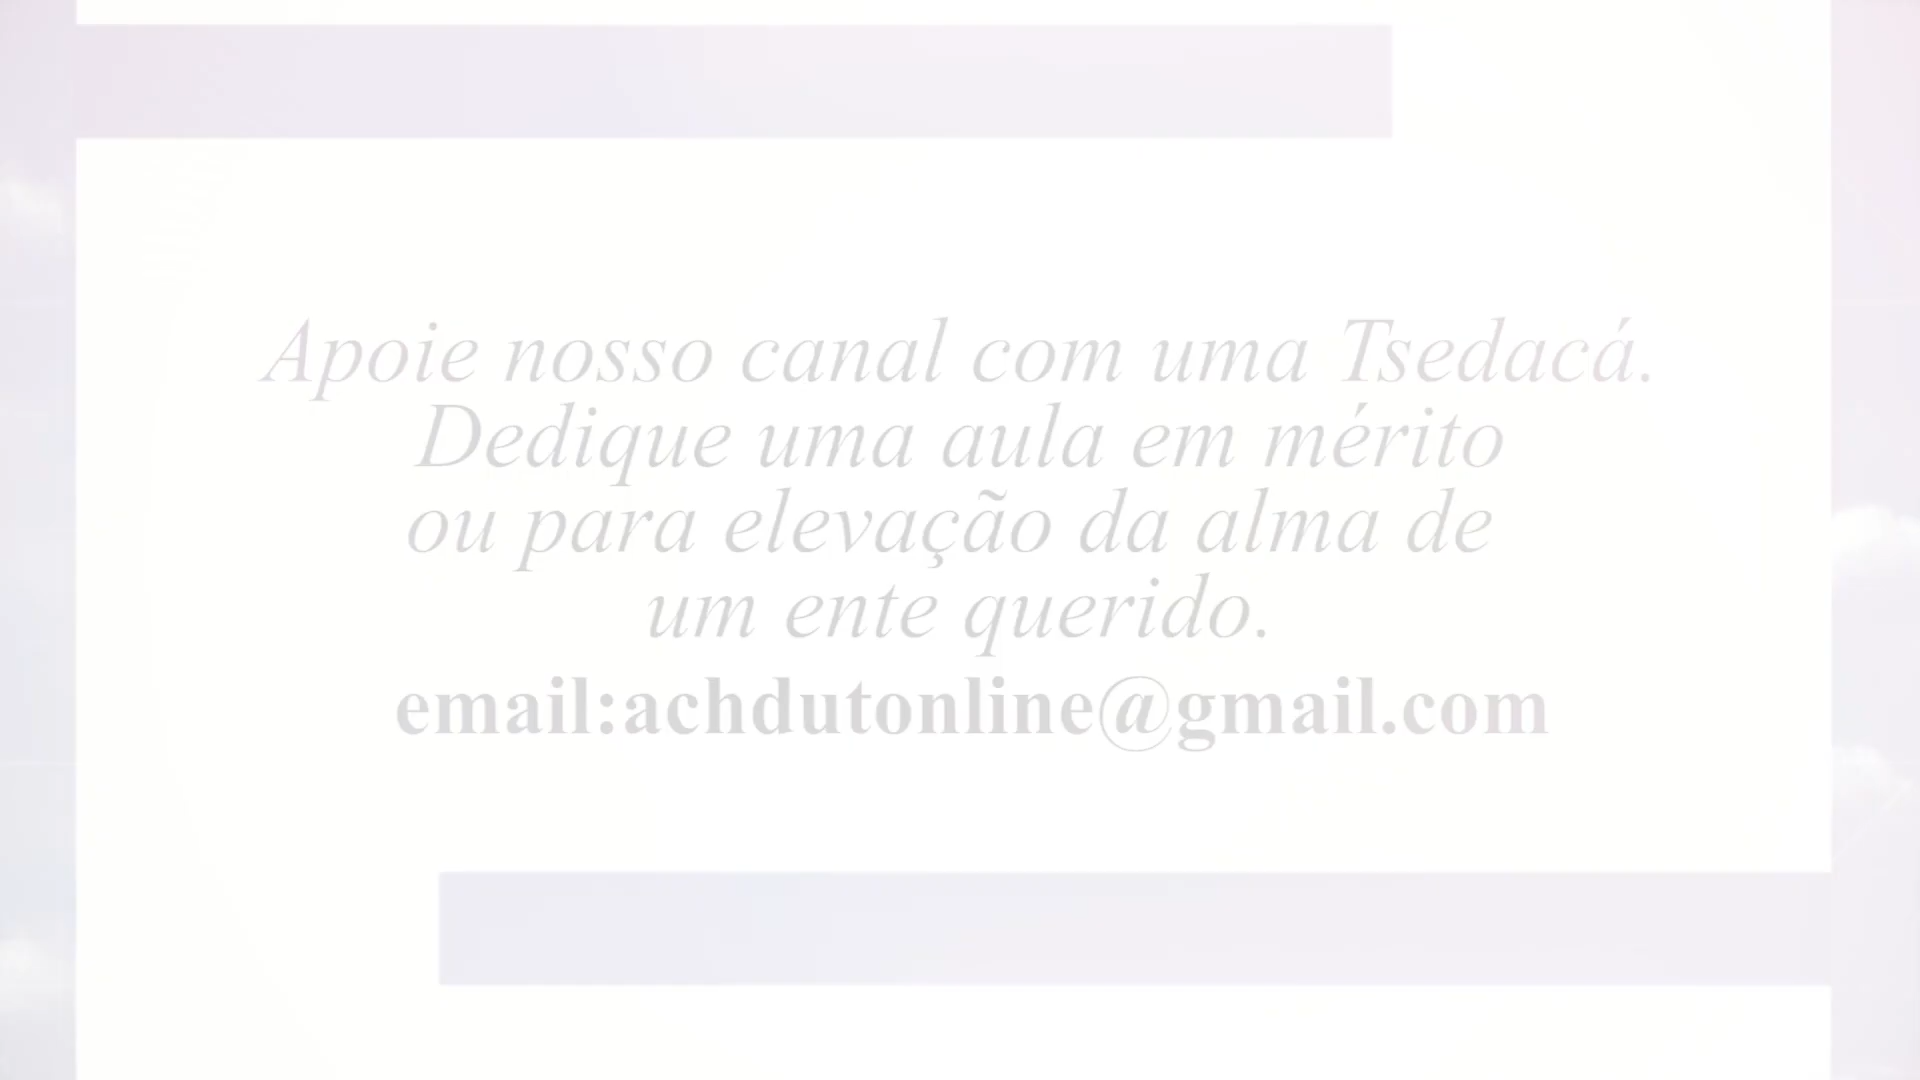 Apoie nosso canal com uma Tsedacá.
Dedique uma aula em mérito
ou para elevação da alma de
um ente querido.
email:achdutonline@gmail.com